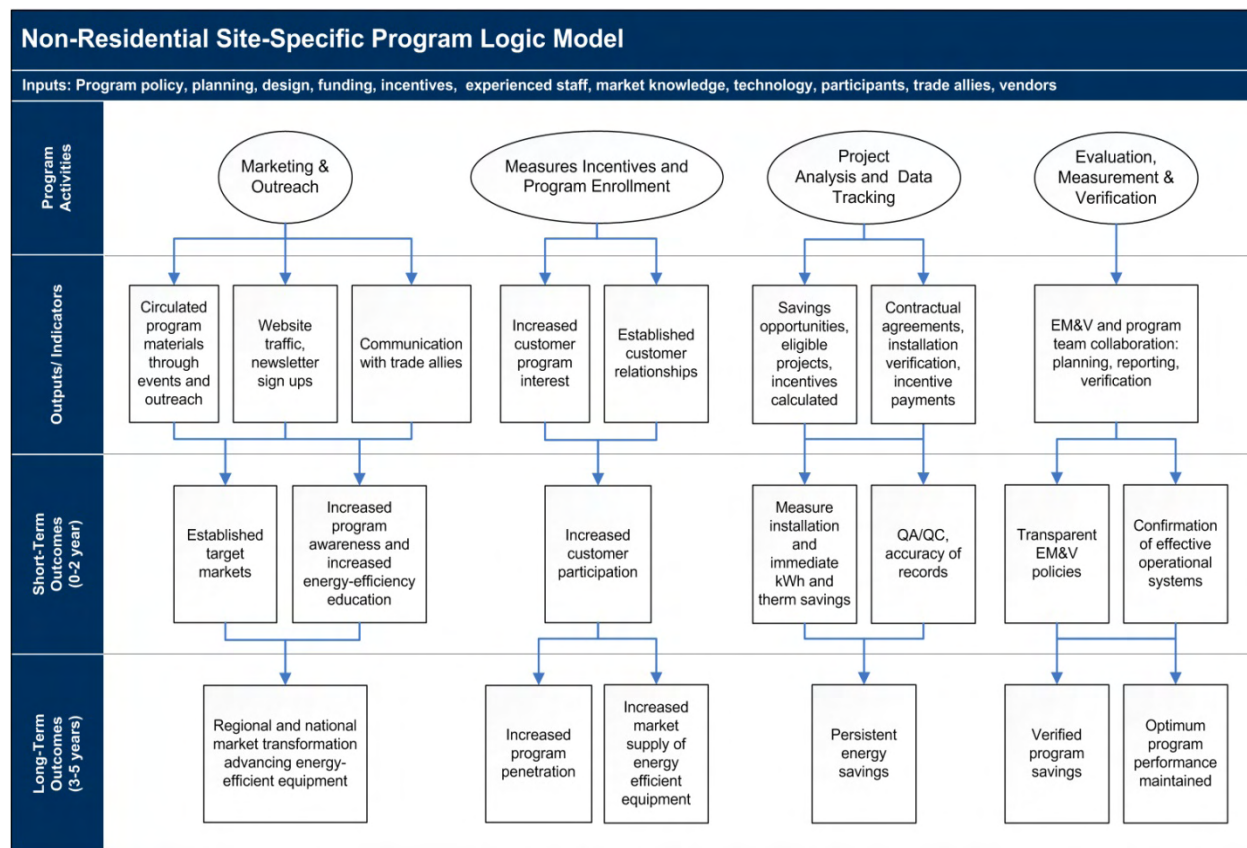 Non-Residential Site-Specific Program Logic Model
Inputs: Program policy, planning, design, funding, incentives, experienced staff, market knowledge, technology, participants, trade allies, vendors
Program
Activities
Marketing &
Outreach
Measures Incentives and
Program Enrollment
Project
Analysis and Data
Tracking
Evaluation,
Measurement &
Verification
Outputs/ Indicators
Circulated
program
materials
through
events and
outreach
Website
traffic,
newsletter
sign ups
Communication
with trade allies
Increased
customer
program
interest
Established
customer
relationships
Savings
opportunities,
eligible
projects,
incentives
calculated
Contractual
agreements,
installation
verification,
incentive
payments
EM&V and program
team collaboration:
planning, reporting,
verification
Short-Term
Outcomes
(0-2 year)
Established
target
markets
Increased
program
awareness and
increased
energy-efficiency
education
Increased
customer
participation
Measure
installation
and
immediate
kWh and
therm savings
QA/QC,
accuracy of
records
Transparent
EM&V
policies
Confirmation
of effective
operational
systems
Long-Term
Outcomes
(3-5 years)
Regional and national
market transformation
advancing energy-
efficient equipment
Increased
program
penetration
Increased
market
supply of
energy
efficient
equipment
Persistent
energy
savings
Verified
program
savings
Optimum
program
performance
maintained